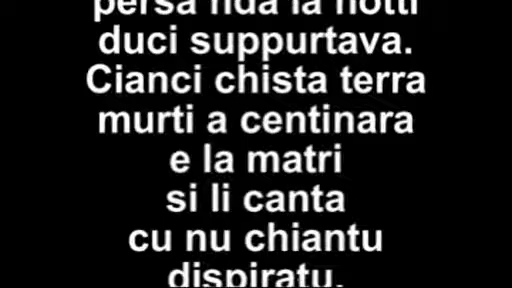 persa nda la notti
duci suppurtava.
Cianci chista terra
murti a centinara
e la matri
si li canta
cu nu chiantu
dispiratu.